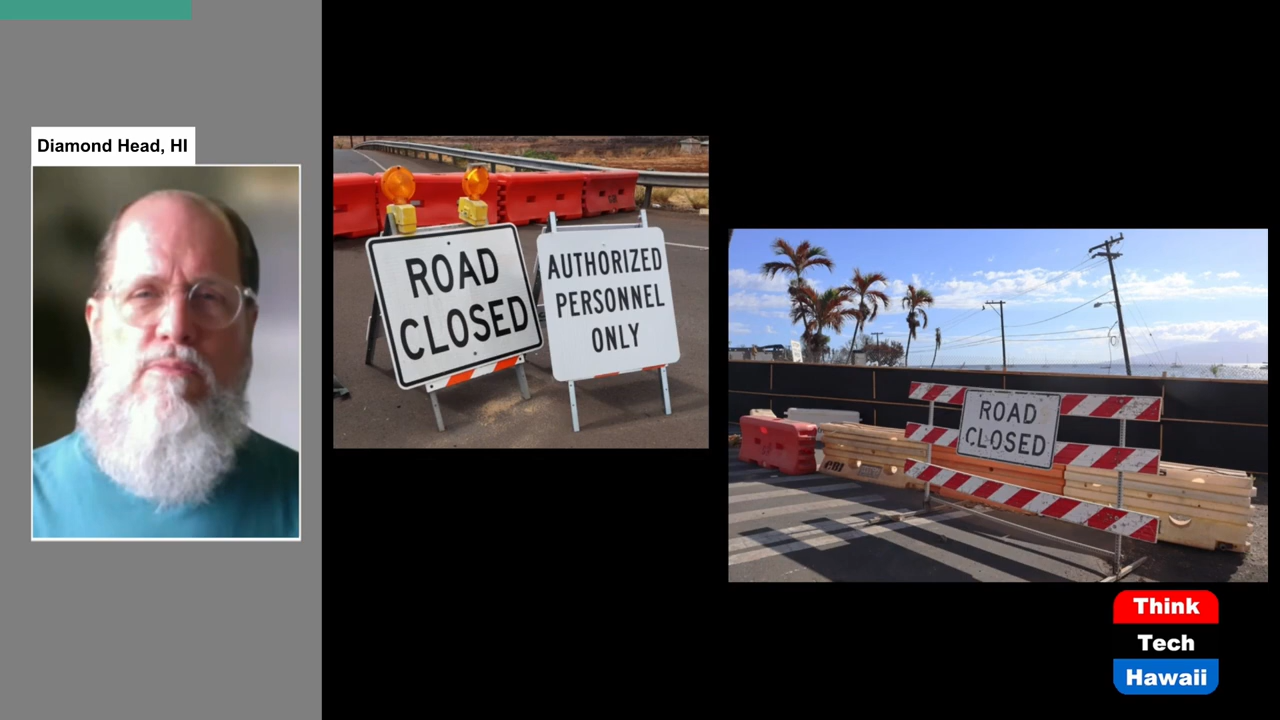 Diamond Head, HI
ROAD
CLOSED
AUTHORIZED
PERSONNEL
ONLY
ROAD
CLOSED
Think
Tech
Hawaii